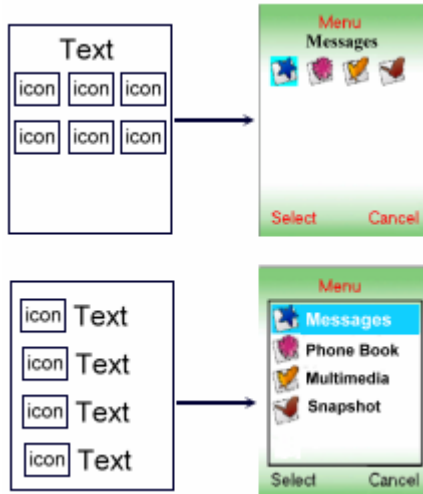 Text
icon icon icon
icon icon icon
Menu
Messages
Select Cancel
icon Text
icon Text
icon Text
icon Text
Menu
Messages
Phone Book
Multimedia
Snapshot
Select Cancel